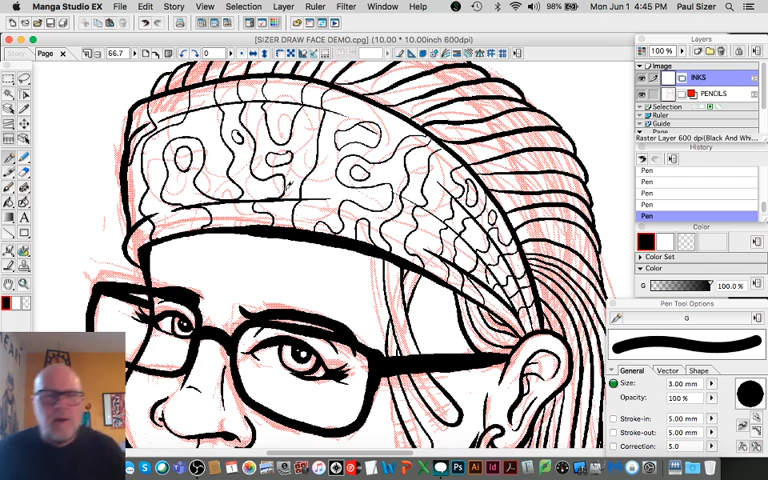 Manga Studio EX File Edit Story View Selection Layer Ruler Filter Window Help 98% Mon Jun 1 4:45 PM Paul Sizer
[SIZER DRAW FACE DEMO.cpg] (10.00 * 10.00inch 600dpi)
Story Page 66.7 0
Layers
100 %
Image
INKS
PENCILS
Selection
Ruler
Guide
Page
Raster Layer 600 dpi(Black And Whi...
History
Pen
Pen
Pen
Pen
Pen
Color
Color Set
Color
G 100.0 %
Pen Tool Options
G
General Vector Shape
Size: 3.00 mm
Opacity: 100 %
Stroke-in: 5.00 mm
Stroke-out: 5.00 mm
Correction: 5.0